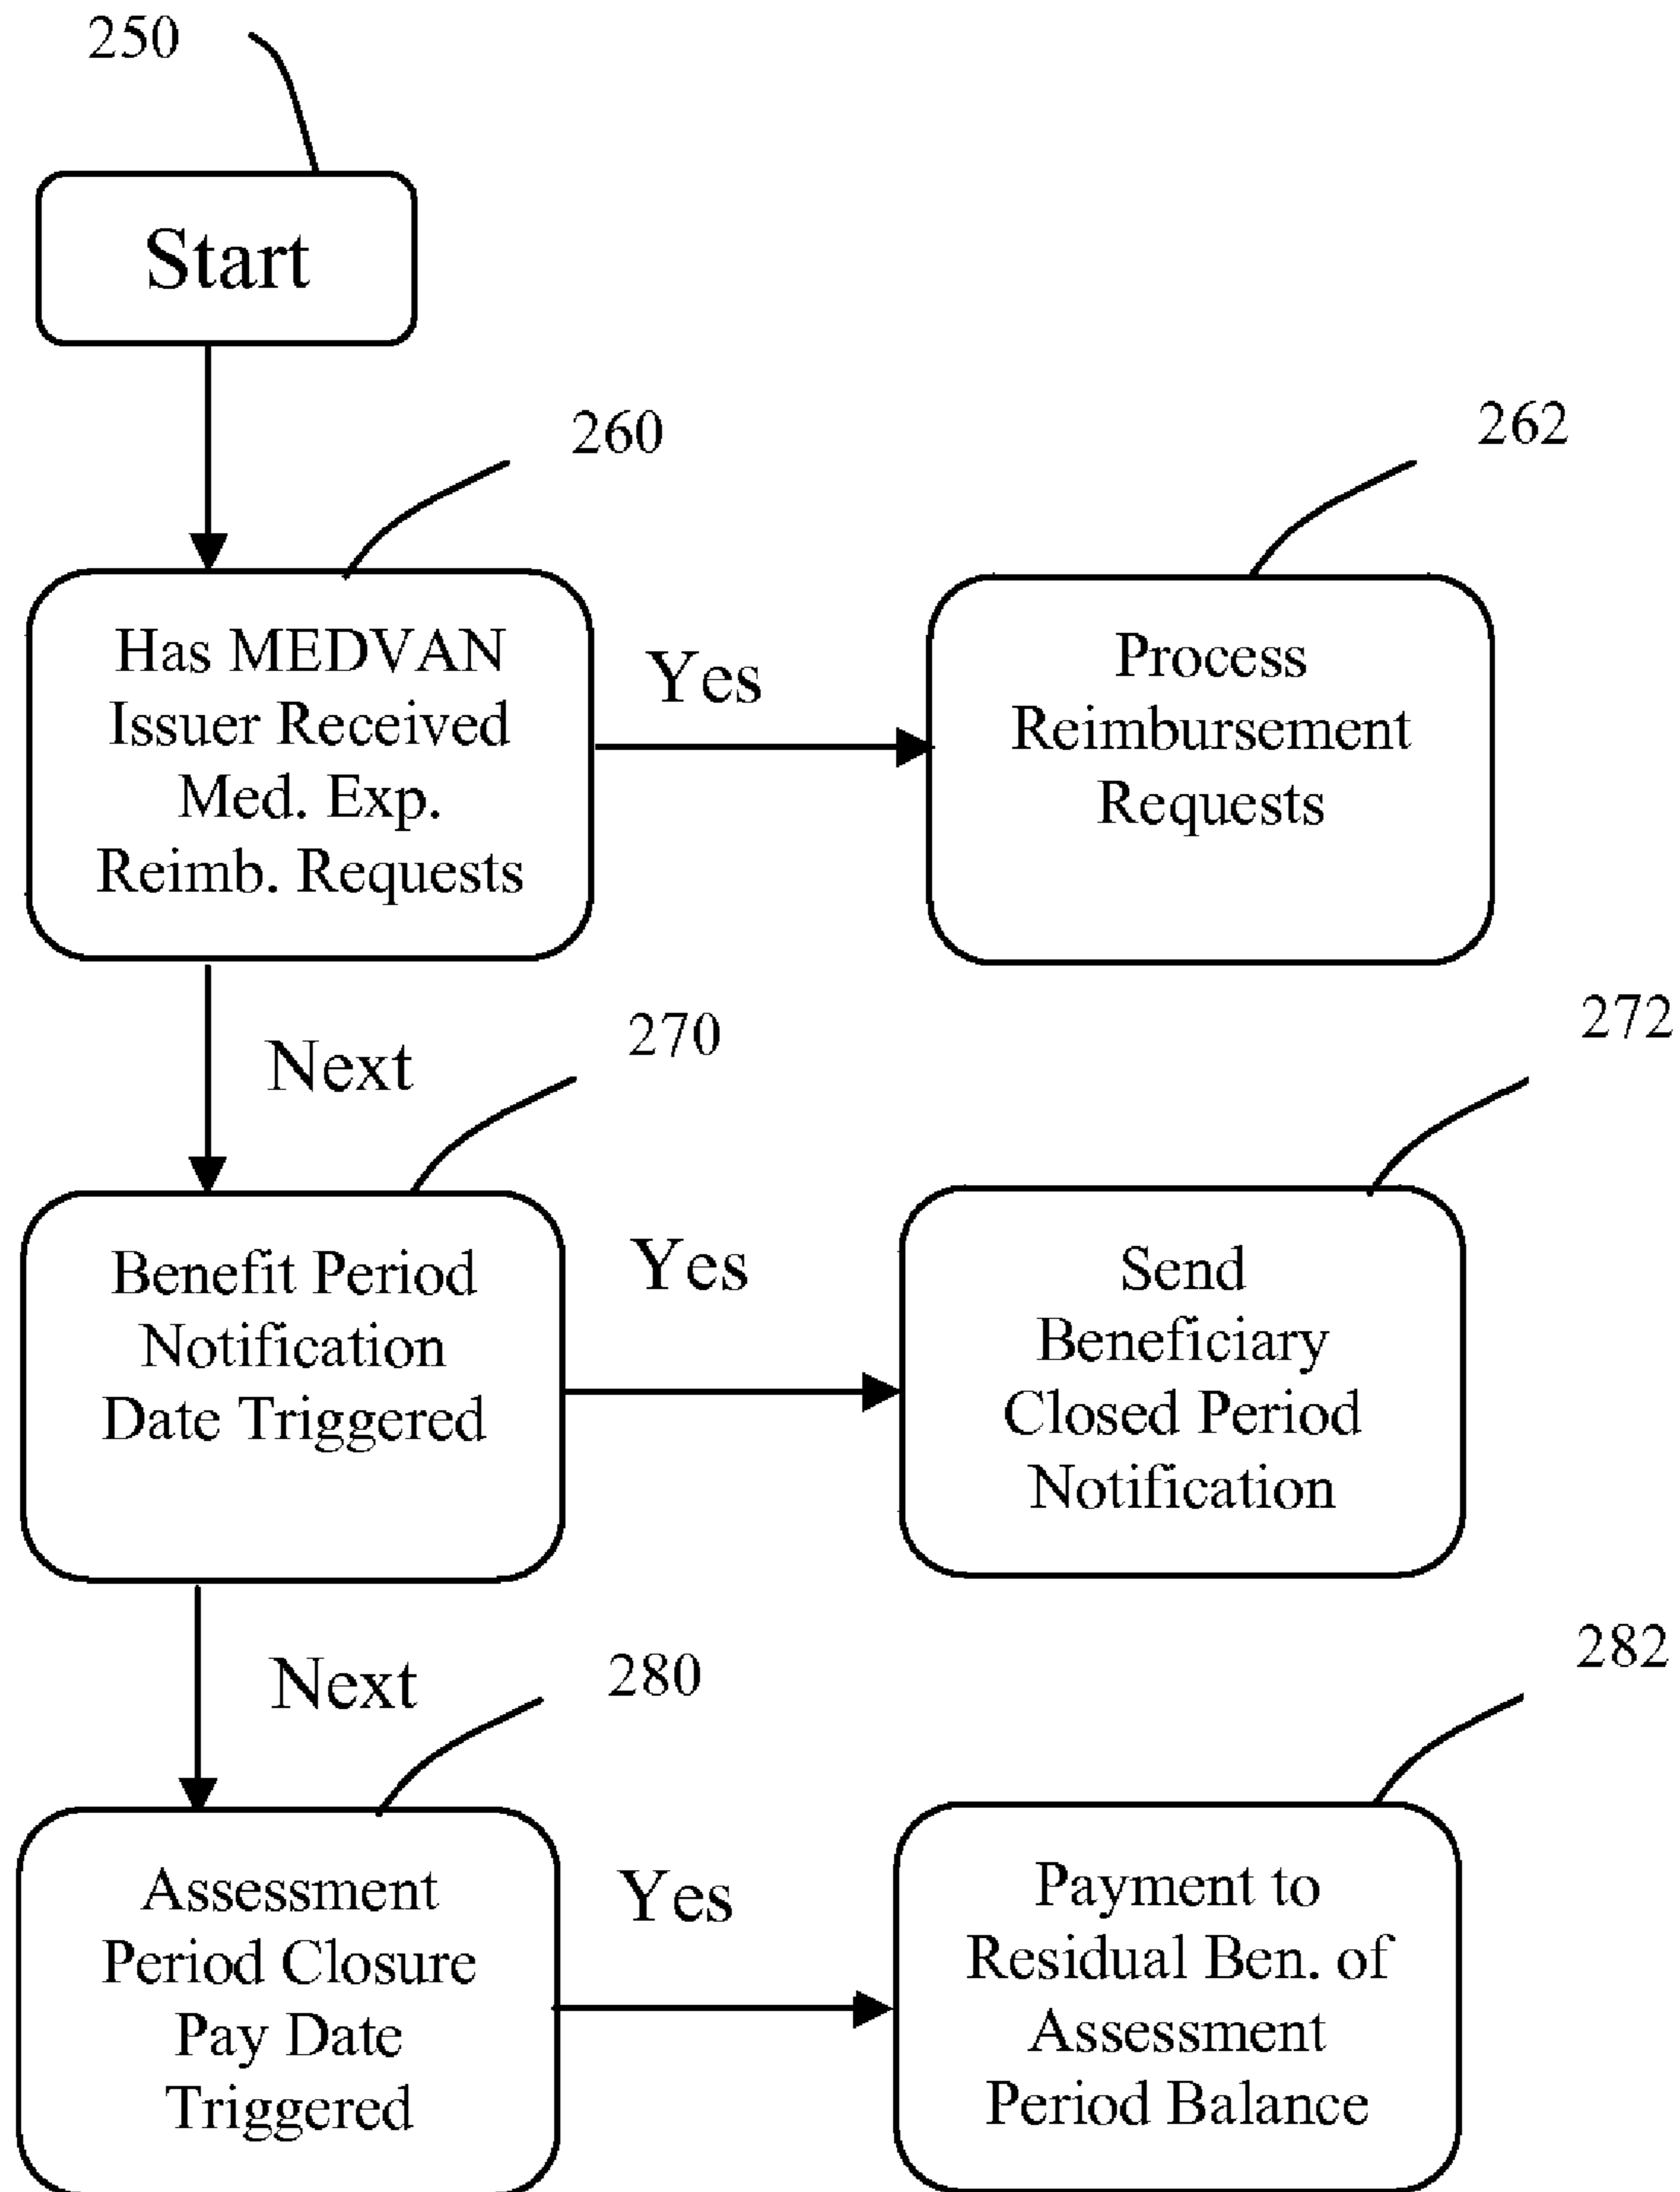 250
Start
260
262
Has MEDVAN
Issuer Received
Med. Exp.
Reimb. Requests
Yes
Process
Reimbursement
Requests
Next
270
272
Benefit Period
Notification
Date Triggered
Yes
Send
Beneficiary
Closed Period
Notification
Next
280
282
Assessment
Period Closure
Pay Date
Triggered
Yes
Payment to
Residual Ben. of
Assessment
Period Balance